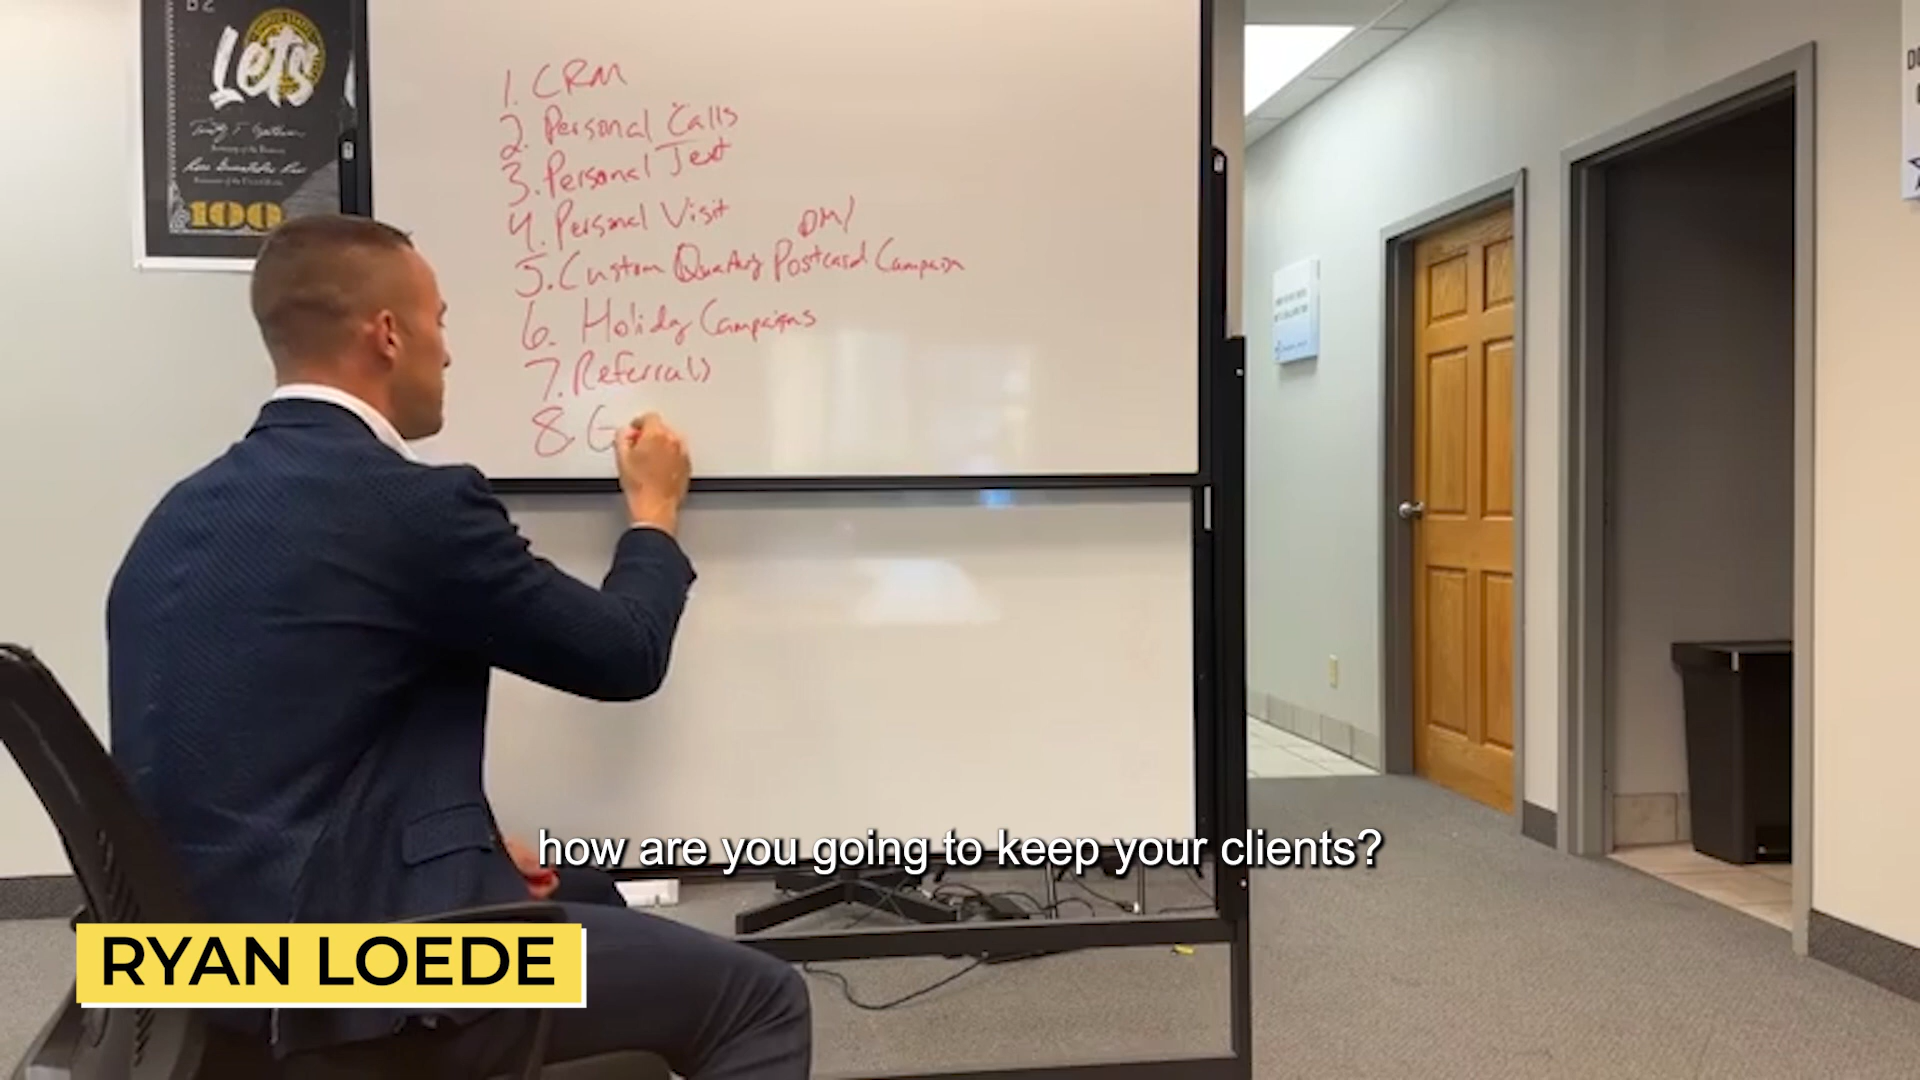 Lets
100
1. CRM
2. Personal Calls
3. Personal Text
4. Personal Visit
DM/
5. Custom Quarterly Postcard Campaign
6. Holiday Campaigns
7. Referrals
8. G
how are you going to keep your clients?
RYAN LOEDE